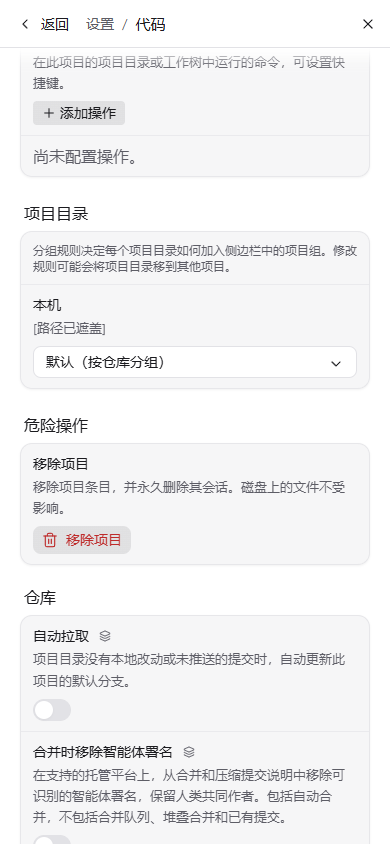 返回 设置 / 代码
在此项目的项目目录或工作树中运行的命令，可设置快
捷键。
添加操作
尚未配置操作。
项目目录
分组规则决定每个项目目录如何加入侧边栏中的项目组。修改
规则可能会将项目目录移到其他项目。
本机
[路径已遮盖]
默认（按仓库分组）
危险操作
移除项目
移除项目条目，并永久删除其会话。磁盘上的文件不受
影响。
移除项目
仓库
自动拉取
项目目录没有本地改动或未推送的提交时，自动更新此
项目的默认分支。
合并时移除智能体署名
在支持的托管平台上，从合并和压缩提交说明中移除可
识别的智能体署名，保留人类共同作者。包括自动合
并，不包括合并队列、堆叠合并和已有提交。